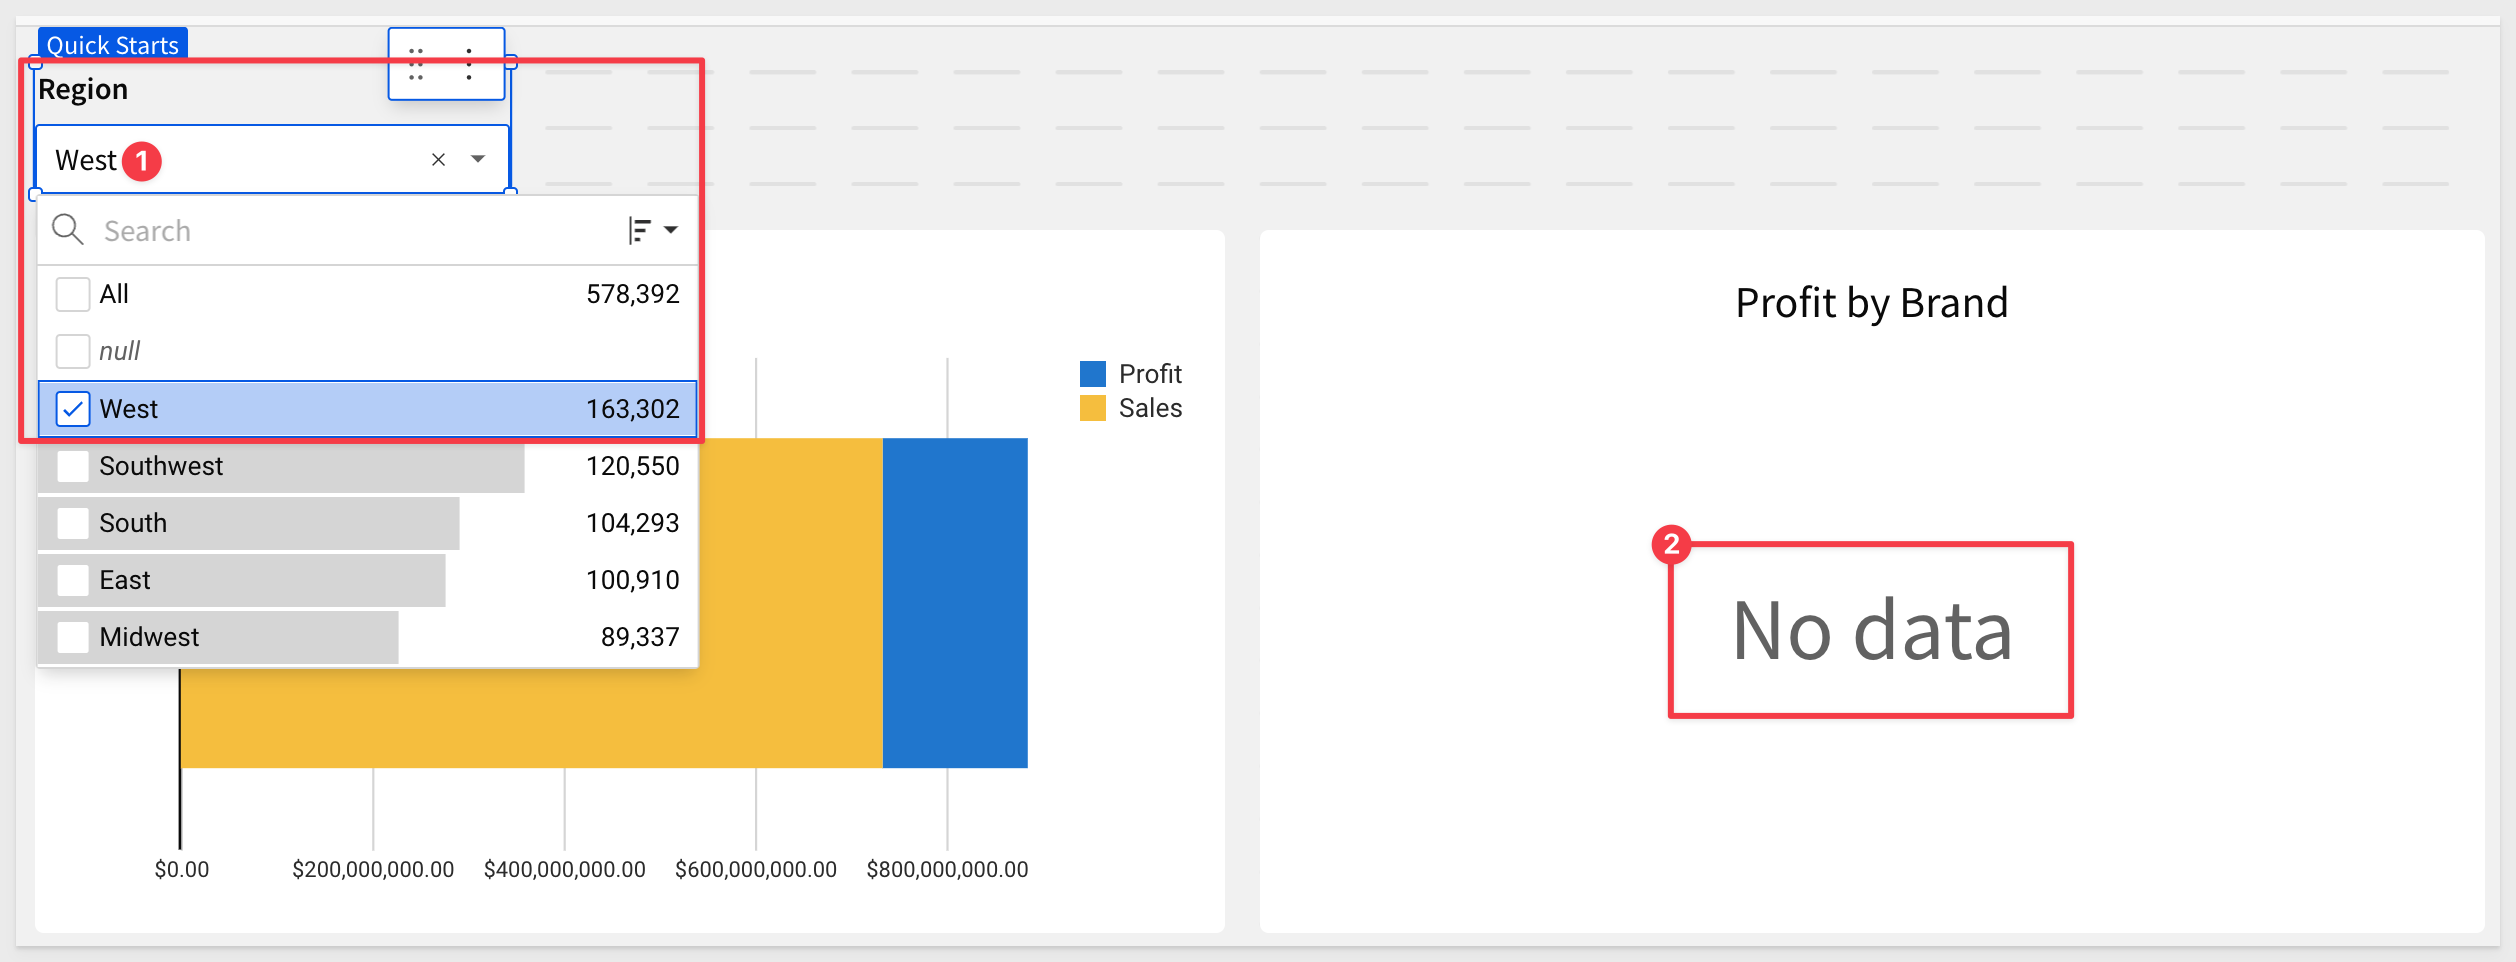 Quick Starts
Region
West 1
Search
All 578,392
null
West 163,302
Southwest 120,550
South 104,293
East 100,910
Midwest 89,337
Profit
Sales
$0.00 $200,000,000.00 $400,000,000.00 $600,000,000.00 $800,000,000.00
Profit by Brand
2
No data